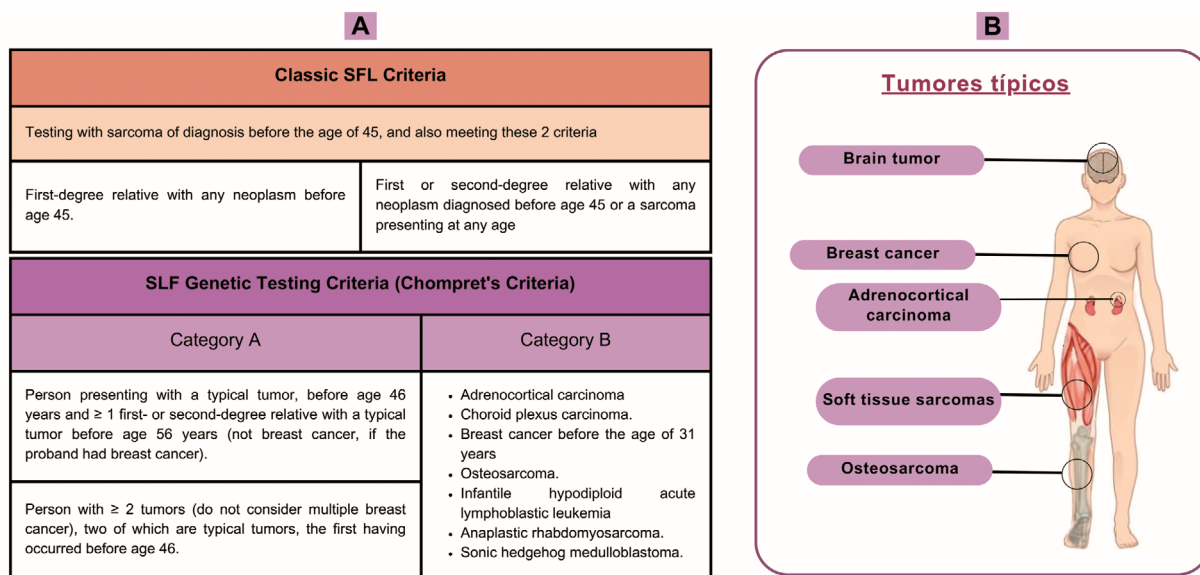 A
Classic SFL Criteria
Testing with sarcoma of diagnosis before the age of 45, and also meeting these 2 criteria
First-degree relative with any neoplasm before
age 45.
First or second-degree relative with any
neoplasm diagnosed before age 45 or a sarcoma
presenting at any age
SLF Genetic Testing Criteria (Chompret's Criteria)
Category A
Category B
Person presenting with a typical tumor, before age 46
years and ≥ 1 first- or second-degree relative with a typical
tumor before age 56 years (not breast cancer, if the
proband had breast cancer).
Person with ≥ 2 tumors (do not consider multiple breast
cancer), two of which are typical tumors, the first having
occurred before age 46.
• Adrenocortical carcinoma
• Choroid plexus carcinoma.
• Breast cancer before the age of 31
years
• Osteosarcoma.
• Infantile hypodiploid acute
lymphoblastic leukemia
• Anaplastic rhabdomyosarcoma.
• Sonic hedgehog medulloblastoma.
B
Tumores típicos
Brain tumor
Breast cancer
Adrenocortical
carcinoma
Soft tissue sarcomas
Osteosarcoma